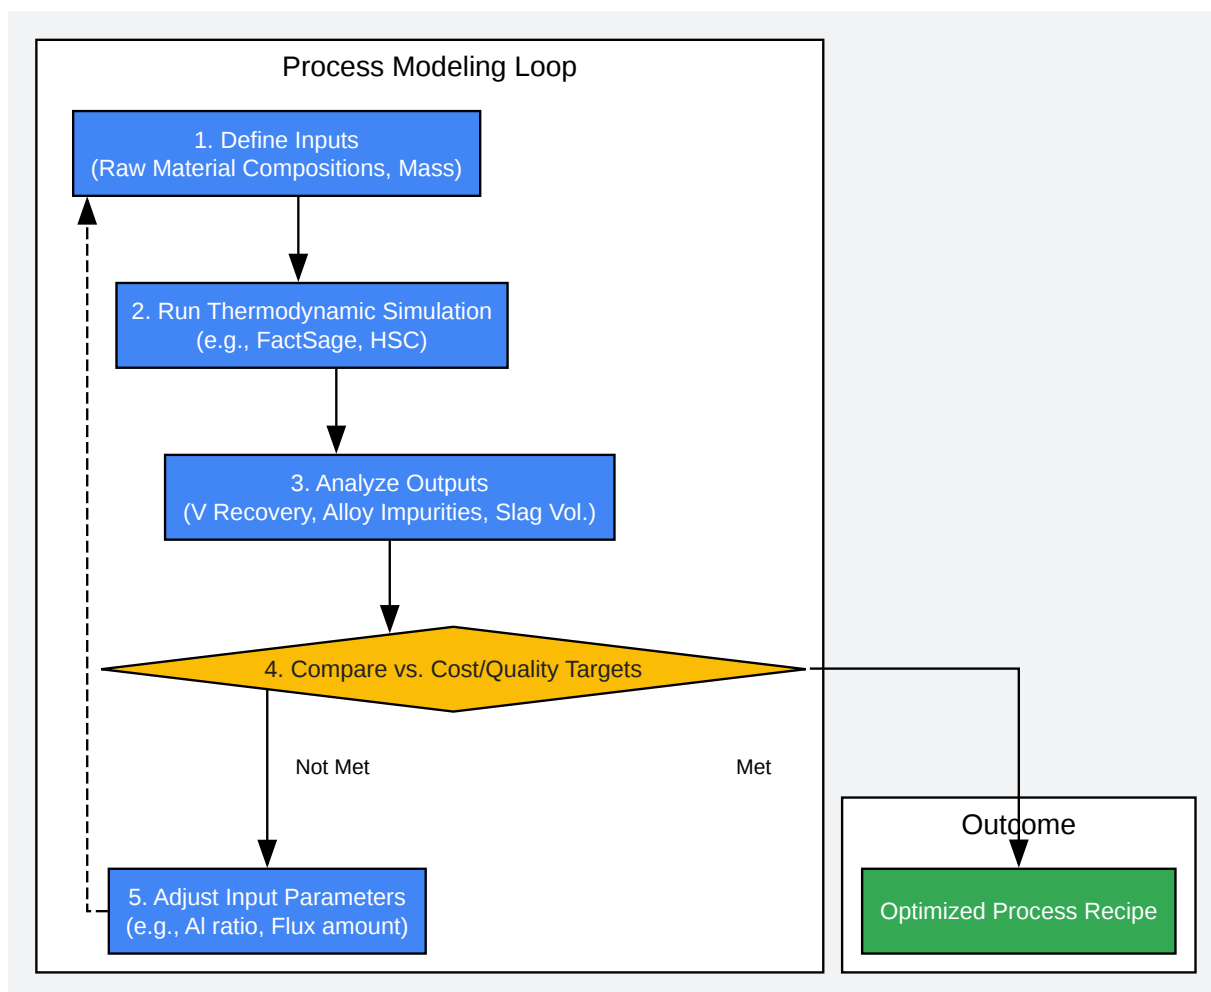 Process Modeling Loop
1. Define Inputs
(Raw Material Compositions, Mass)
2. Run Thermodynamic Simulation
(e.g., FactSage, HSC)
3. Analyze Outputs
(V Recovery, Alloy Impurities, Slag Vol.)
4. Compare vs. Cost/Quality Targets
Not Met
Met
5. Adjust Input Parameters
(e.g., Al ratio, Flux amount)
Outcome
Optimized Process Recipe